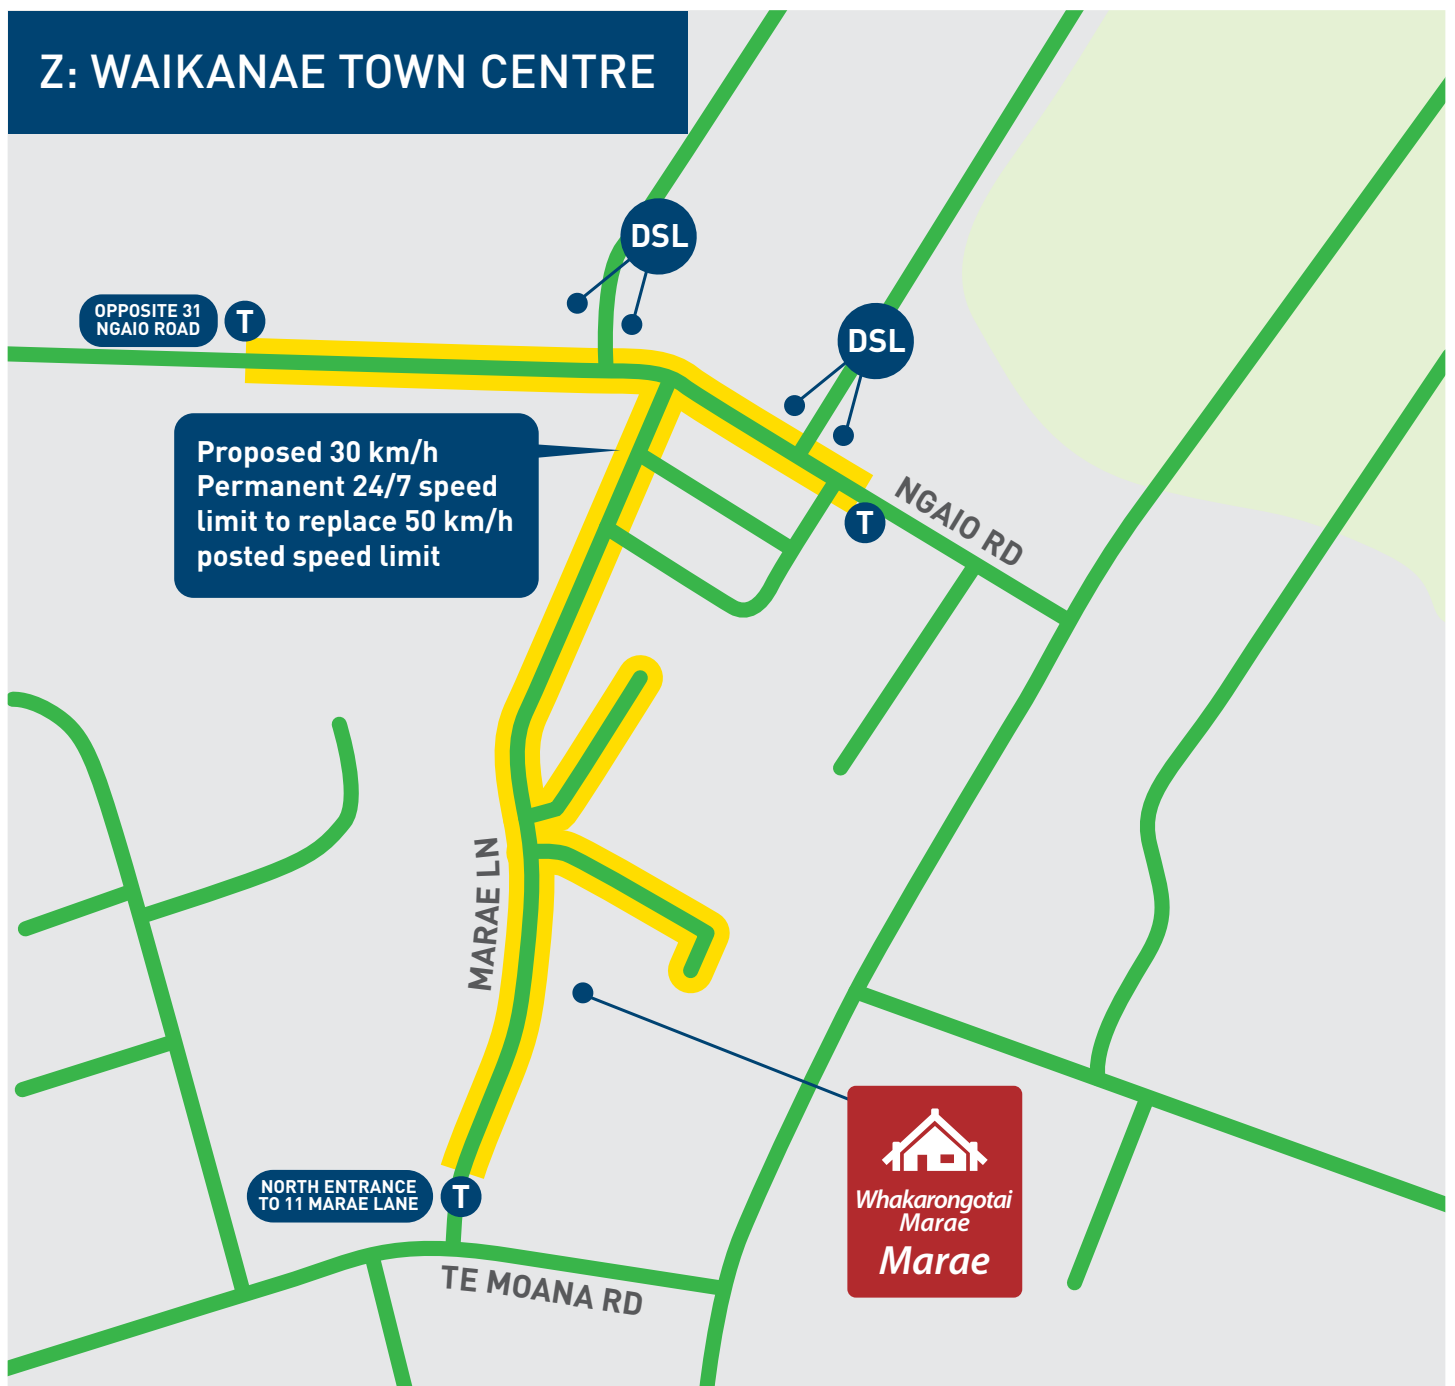 Z: WAIKANAE TOWN CENTRE
DSL
OPPOSITE 31
NGAIO ROAD
T
DSL
Proposed 30 km/h
Permanent 24/7 speed
limit to replace 50 km/h
posted speed limit
NGAIO RD
T
MARAE LN
NORTH ENTRANCE
TO 11 MARAE LANE
T
Whakarongotai
Marae
Marae
TE MOANA RD